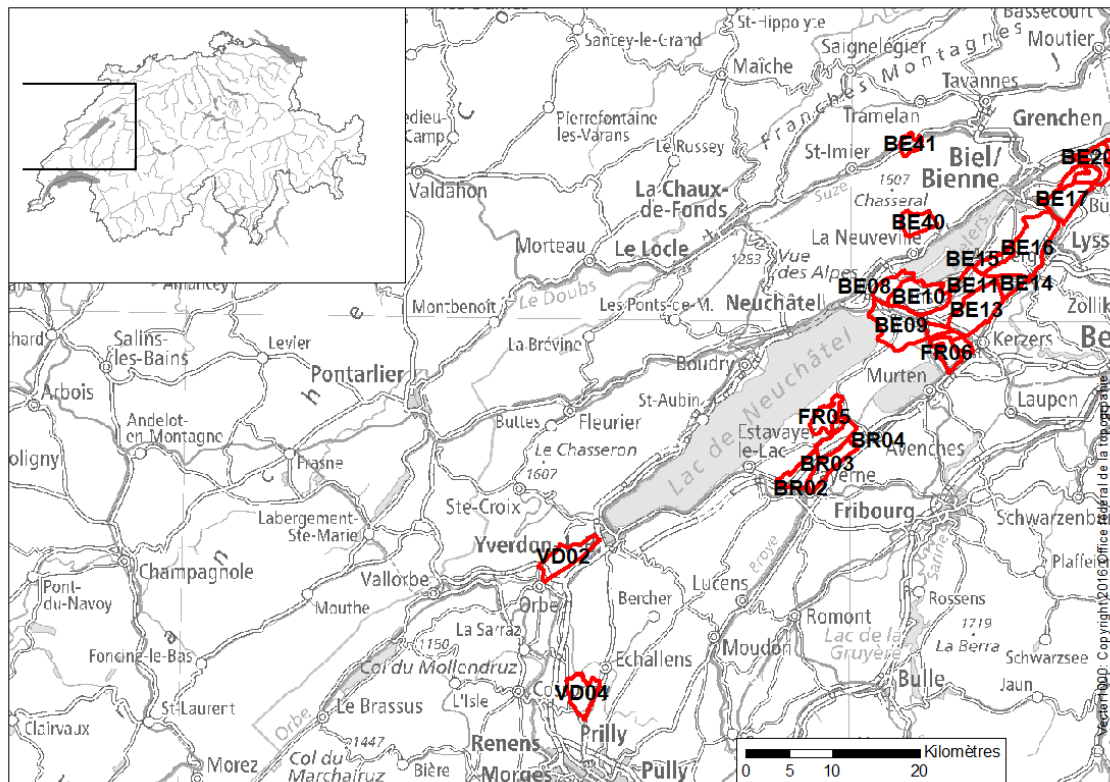 St-Hippolyte
Bassecourt
Sancey-le-Grand
Saignelégier
Moutier
Maîche
Franches Montagnes
Tavannes
Pierrefontaine
les-Varans
Tramelan
Grenchen
Camp
Le Russey
St-Imier
BE41
Biel/
Bienne
BE20
Valdahon
La Chaux-
de-Fonds
Suze
1607
Chasseral
BE17
BE40
Lyss
Morteau
Le Locle
La Neuveville
BE16
1283
Vue
des Alpes
BE15
BE08
BE11
BE14
Le Doubs
BE10
Montbenoît
Les Ponts-de-M.
Neuchâtel
BE13
Salins-
les-Bains
Levier
BE09
Kerzers
La Brévine
Boudry
FR06
Arbois
Pontarlier
Murten
Laupen
Andelot-
en-Montagne
St-Aubin
FR05
Buttes
Fleurier
Lac de Neuchâtel
Estavayer-
le-Lac
BR04
Avenches
Frasne
Le Chasseron
1607
BR03
BR02
Ste-Croix
Fribourg
Labergement-
Ste-Marie
Yverdon
VD02
Champagnole
Vallorbe
Orbe
Lucens
Broye
Pont-
du-Navoy
Mouthe
Bercher
Romont
Rossens
La Sarraz
1150
Col du Mollendruz
Moudon
1719
La Berra
Foncine-le-Bas
Echallens
Lac de la
Gruyère
Schwarzsee
VD04
Bulle
Jaun
L'Isle
St-Laurent
Orbe
Le Brassus
Clairvaux
Prilly
Renens
1447
Col du
Marchairuz
Morez
Bière
Morges
Pully
Kilomètres
0 5 10 20
Vector1000: Copyright 2016, Office fédéral de la topographie